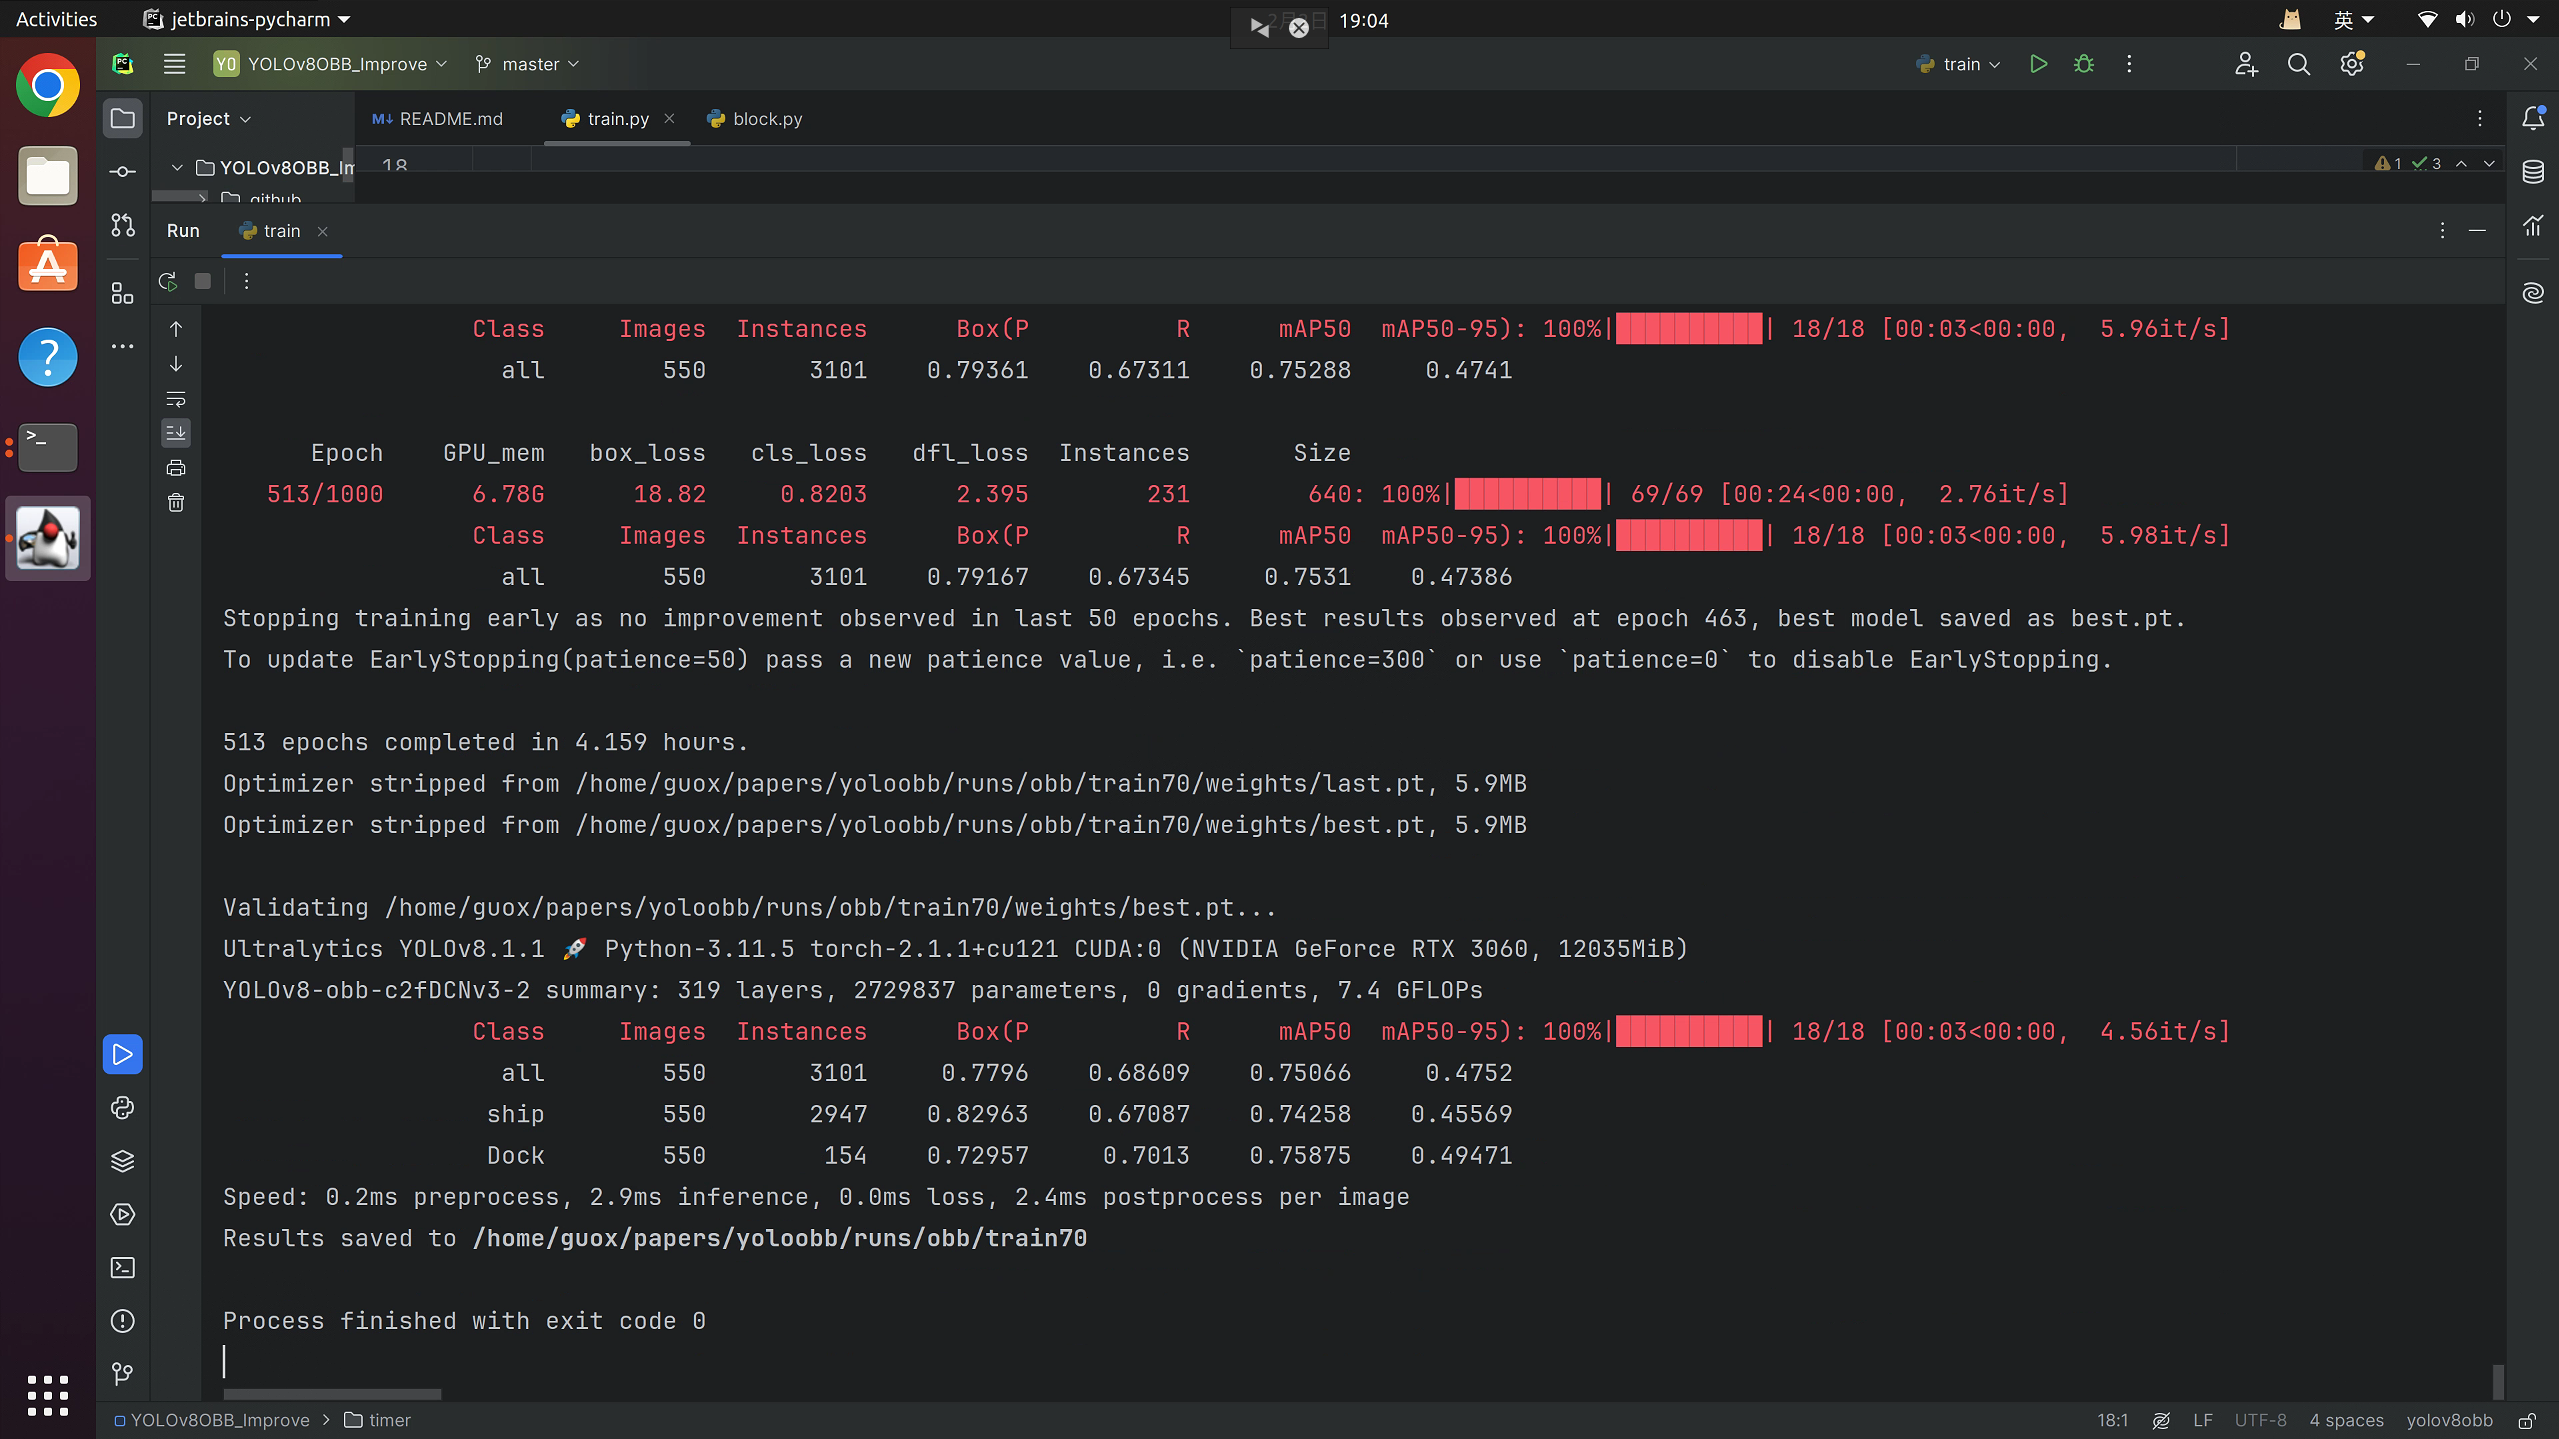 Activities jetbrains-pycharm 19:04 英
YO YOLOv8OBB_Improve master train
Project README.md train.py block.py
YOLOv8OBB_Im 18 1 3
github
Run train
Class Images Instances Box(P R mAP50 mAP50-95): 100%|██████████| 18/18 [00:03<00:00, 5.96it/s]
all 550 3101 0.79361 0.67311 0.75288 0.4741
Epoch GPU_mem box_loss cls_loss dfl_loss Instances Size
513/1000 6.78G 18.82 0.8203 2.395 231 640: 100%|██████████| 69/69 [00:24<00:00, 2.76it/s]
Class Images Instances Box(P R mAP50 mAP50-95): 100%|██████████| 18/18 [00:03<00:00, 5.98it/s]
all 550 3101 0.79167 0.67345 0.7531 0.47386
Stopping training early as no improvement observed in last 50 epochs. Best results observed at epoch 463, best model saved as best.pt.
To update EarlyStopping(patience=50) pass a new patience value, i.e. `patience=300` or use `patience=0` to disable EarlyStopping.
513 epochs completed in 4.159 hours.
Optimizer stripped from /home/guox/papers/yoloobb/runs/obb/train70/weights/last.pt, 5.9MB
Optimizer stripped from /home/guox/papers/yoloobb/runs/obb/train70/weights/best.pt, 5.9MB
Validating /home/guox/papers/yoloobb/runs/obb/train70/weights/best.pt...
Ultralytics YOLOv8.1.1 🚀 Python-3.11.5 torch-2.1.1+cu121 CUDA:0 (NVIDIA GeForce RTX 3060, 12035MiB)
YOLOv8-obb-c2fDCNv3-2 summary: 319 layers, 2729837 parameters, 0 gradients, 7.4 GFLOPs
Class Images Instances Box(P R mAP50 mAP50-95): 100%|██████████| 18/18 [00:03<00:00, 4.56it/s]
all 550 3101 0.7796 0.68609 0.75066 0.4752
ship 550 2947 0.82963 0.67087 0.74258 0.45569
Dock 550 154 0.72957 0.7013 0.75875 0.49471
Speed: 0.2ms preprocess, 2.9ms inference, 0.0ms loss, 2.4ms postprocess per image
Results saved to /home/guox/papers/yoloobb/runs/obb/train70
Process finished with exit code 0
YOLOv8OBB_Improve > timer 18:1 LF UTF-8 4 spaces yolov8obb